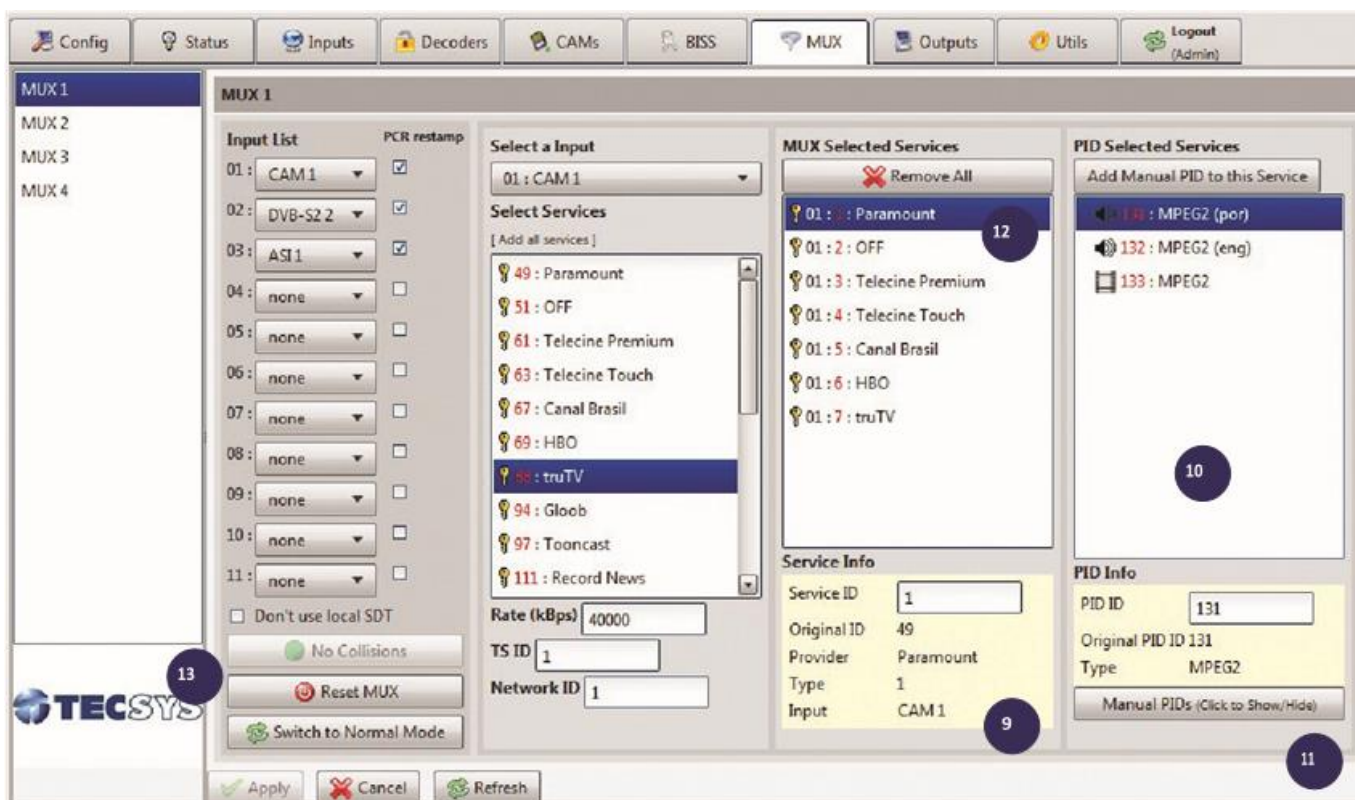 Config
Status
Inputs
Decoders
CAMs
BISS
MUX
Outputs
Utils
Logout
(Admin)
MUX 1
MUX 2
MUX 3
MUX 4
TECSYS
13
MUX 1
Input List PCR restamp
01 : CAM 1
02 : DVB-S2 2
03 : ASI 1
04 : none
05 : none
06 : none
07 : none
08 : none
09 : none
10 : none
11 : none
Don't use local SDT
No Collisions
Reset MUX
Switch to Normal Mode
Select a Input
01 : CAM 1
Select Services
[ Add all services ]
49 : Paramount
51 : OFF
61 : Telecine Premium
63 : Telecine Touch
67 : Canal Brasil
69 : HBO
: truTV
94 : Gloob
97 : Tooncast
111 : Record News
Rate (kBps) 40000
TS ID 1
Network ID 1
MUX Selected Services
Remove All
01 : : Paramount
12
01 : 2 : OFF
01 : 3 : Telecine Premium
01 : 4 : Telecine Touch
01 : 5 : Canal Brasil
01 : 6 : HBO
01 : 7 : truTV
Service Info
Service ID 1
Original ID 49
Provider Paramount
Type 1
Input CAM 1
9
PID Selected Services
Add Manual PID to this Service
131 : MPEG2 (por)
132 : MPEG2 (eng)
133 : MPEG2
10
PID Info
PID ID 131
Original PID ID 131
Type MPEG2
Manual PIDs (Click to Show/Hide)
11
Apply
Cancel
Refresh